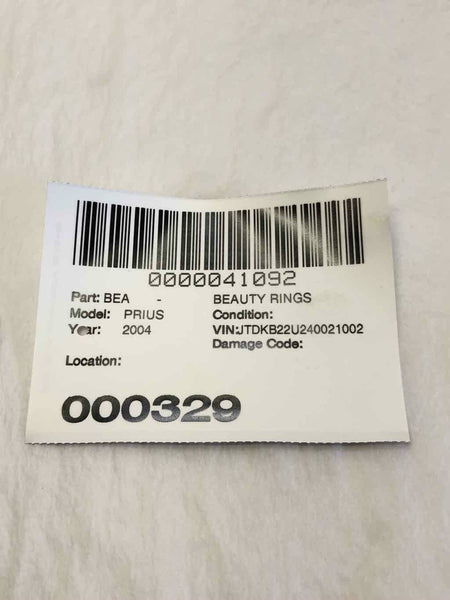 0000041092
Part: BEA - BEAUTY RINGS
Model: PRIUS Condition:
Year: 2004 VIN:JTDKB22U240021002
Damage Code:
Location:
000329